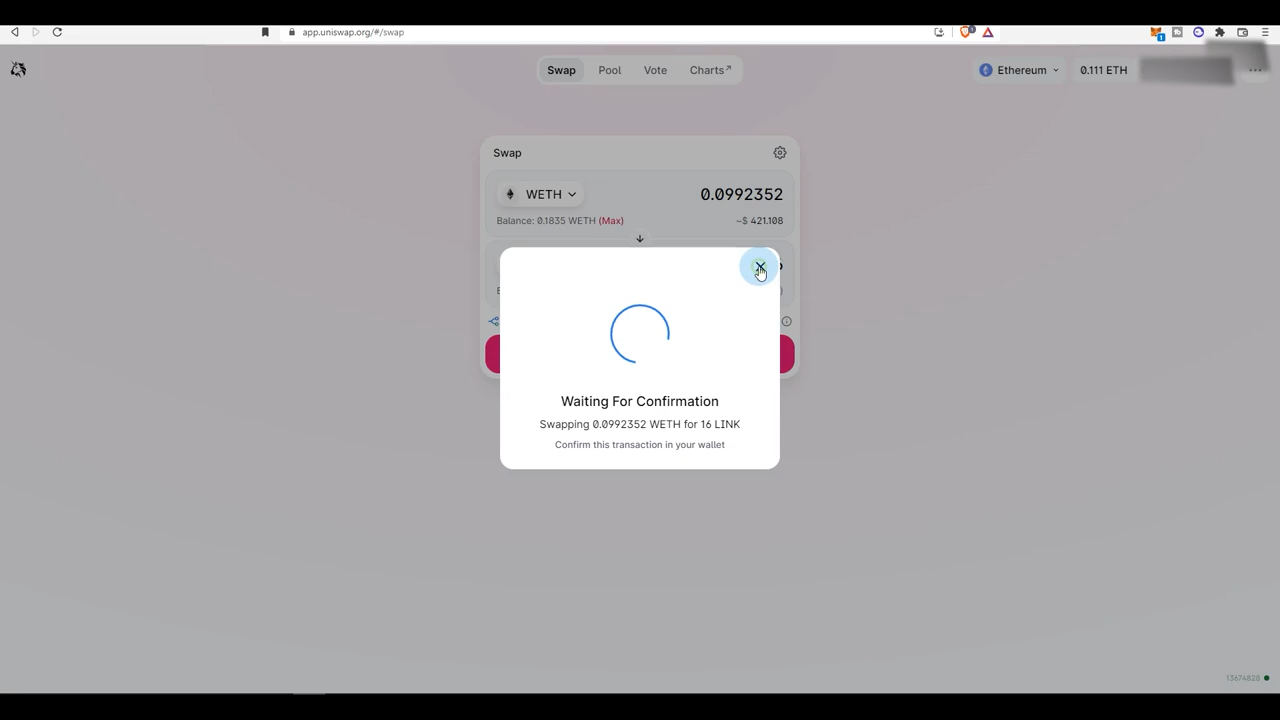 app.uniswap.org/#/swap
1
1
Swap
Pool
Vote
Charts↗
Ethereum
0.111 ETH
Swap
WETH
0.0992352
Balance: 0.1835 WETH (Max)
~$ 421.108
Waiting For Confirmation
Swapping 0.0992352 WETH for 16 LINK
Confirm this transaction in your wallet
13674828